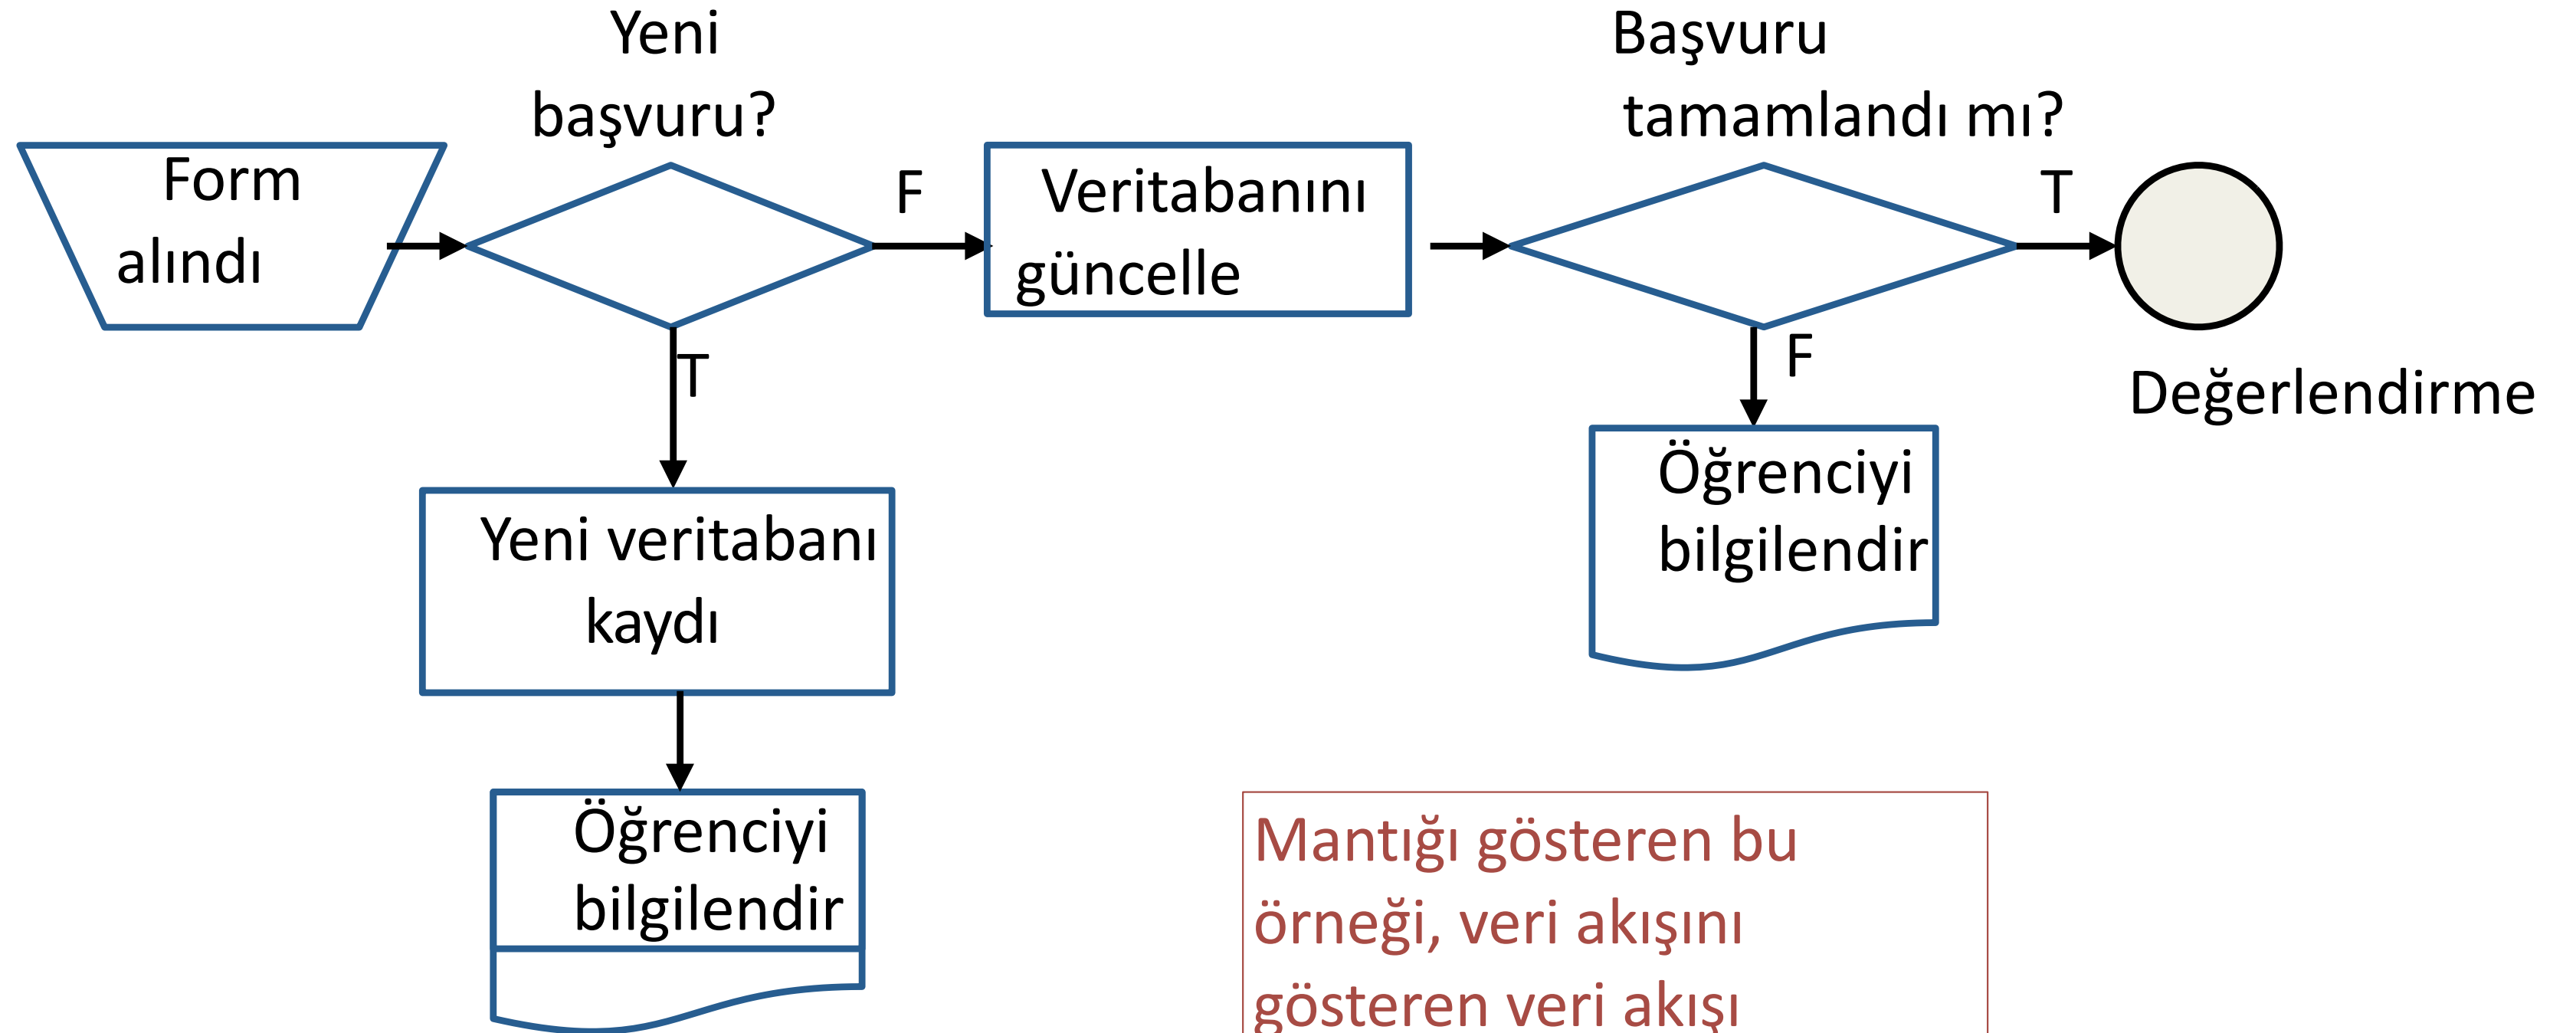 Yeni
başvuru?
Başvuru
tamamlandı mı?
Form
alındı
F
Veritabanını
güncelle
T
Değerlendirme
T
F
Yeni veritabanı
kaydı
Öğrenciyi
bilgilendir
Öğrenciyi
bilgilendir
Mantığı gösteren bu
örneği, veri akışını
gösteren veri akışı